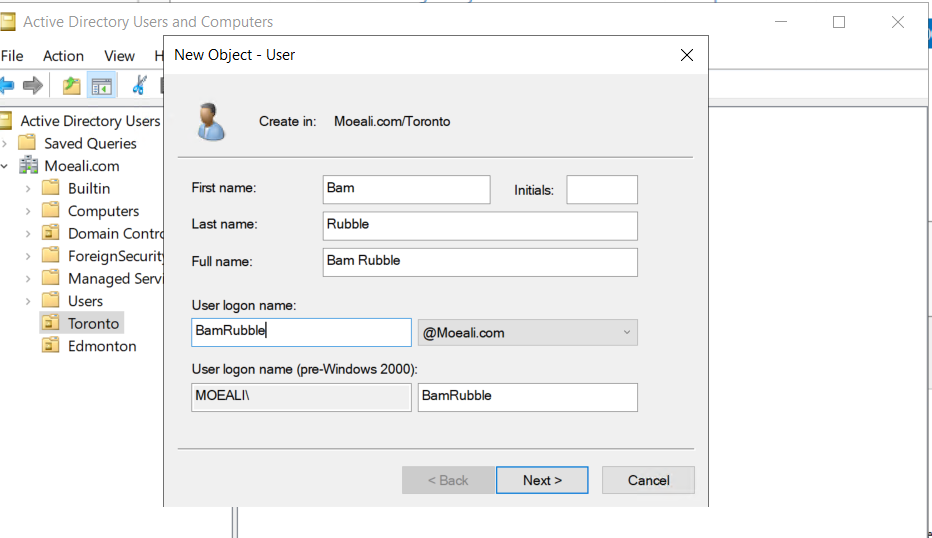 Active Directory Users and Computers
File Action View H
New Object - User
Active Directory Users
Saved Queries
Moeali.com
Builtin
Computers
Domain Contro
ForeignSecurity
Managed Servi
Users
Toronto
Edmonton
Create in: Moeali.com/Toronto
First name: Bam Initials:
Last name: Rubble
Full name: Bam Rubble
User logon name:
BamRubble @Moeali.com
User logon name (pre-Windows 2000):
MOEALI\ BamRubble
< Back Next > Cancel